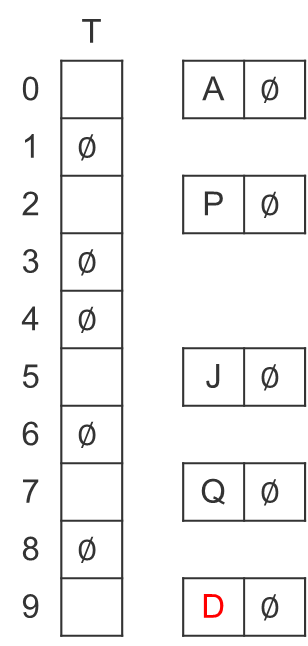 T
0 A ∅
1 ∅
2 P ∅
3 ∅
4 ∅
5 J ∅
6 ∅
7 Q ∅
8 ∅
9 D ∅